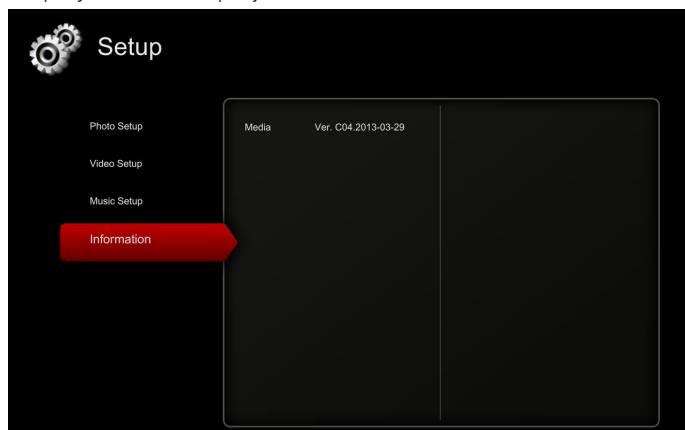 Setup
Photo Setup
Media Ver. C04.2013-03-29
Video Setup
Music Setup
Information